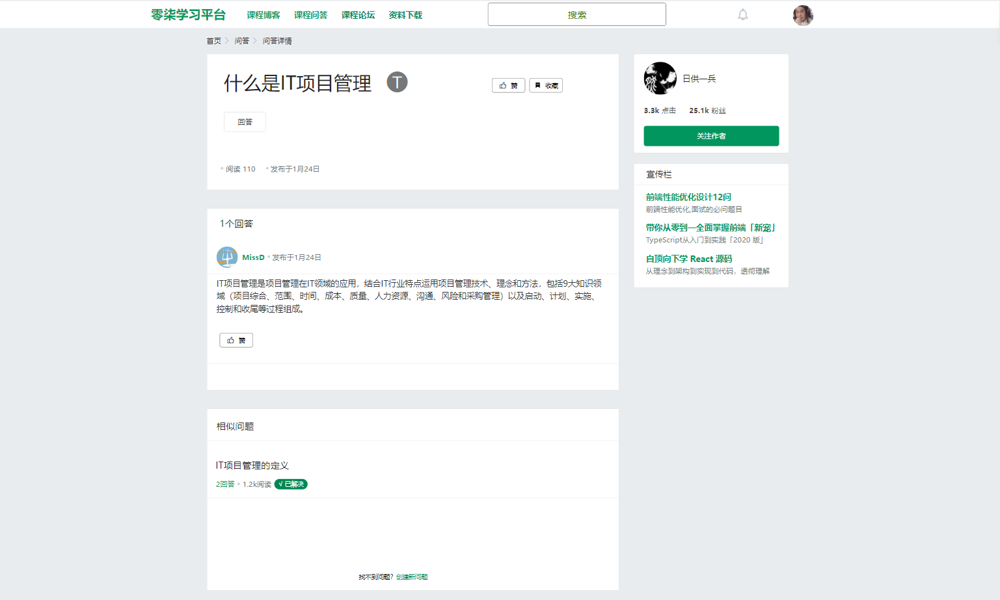 零柒学习平台 课程博客 课程问答 课程论坛 资料下载 搜索
首页 问答 问答详情
什么是IT项目管理 T
赞 收藏
回答
阅读 110 发布于1月24日
日供一兵
3.3k 点击 25.1k 粉丝
关注作者
宣传栏
前端性能优化设计12问
前端性能优化,面试的必问题目
带你从零到一全面掌握前端「新宠」
TypeScript从入门到实践「2020 版」
自顶向下学 React 源码
从理念到架构到实现到代码，透彻理解
1个回答
MissD 发布于1月24日
IT项目管理是项目管理在IT领域的应用，结合IT行业特点运用项目管理技术、理念和方法，包括9大知识领
域（项目综合、范围、时间、成本、质量、人力资源、沟通、风险和采购管理）以及启动、计划、实施、
控制和收尾等过程组成。
赞
相似问题
IT项目管理的定义
2回答 1.2k阅读 √ 已解决
找不到问题？创建新问题